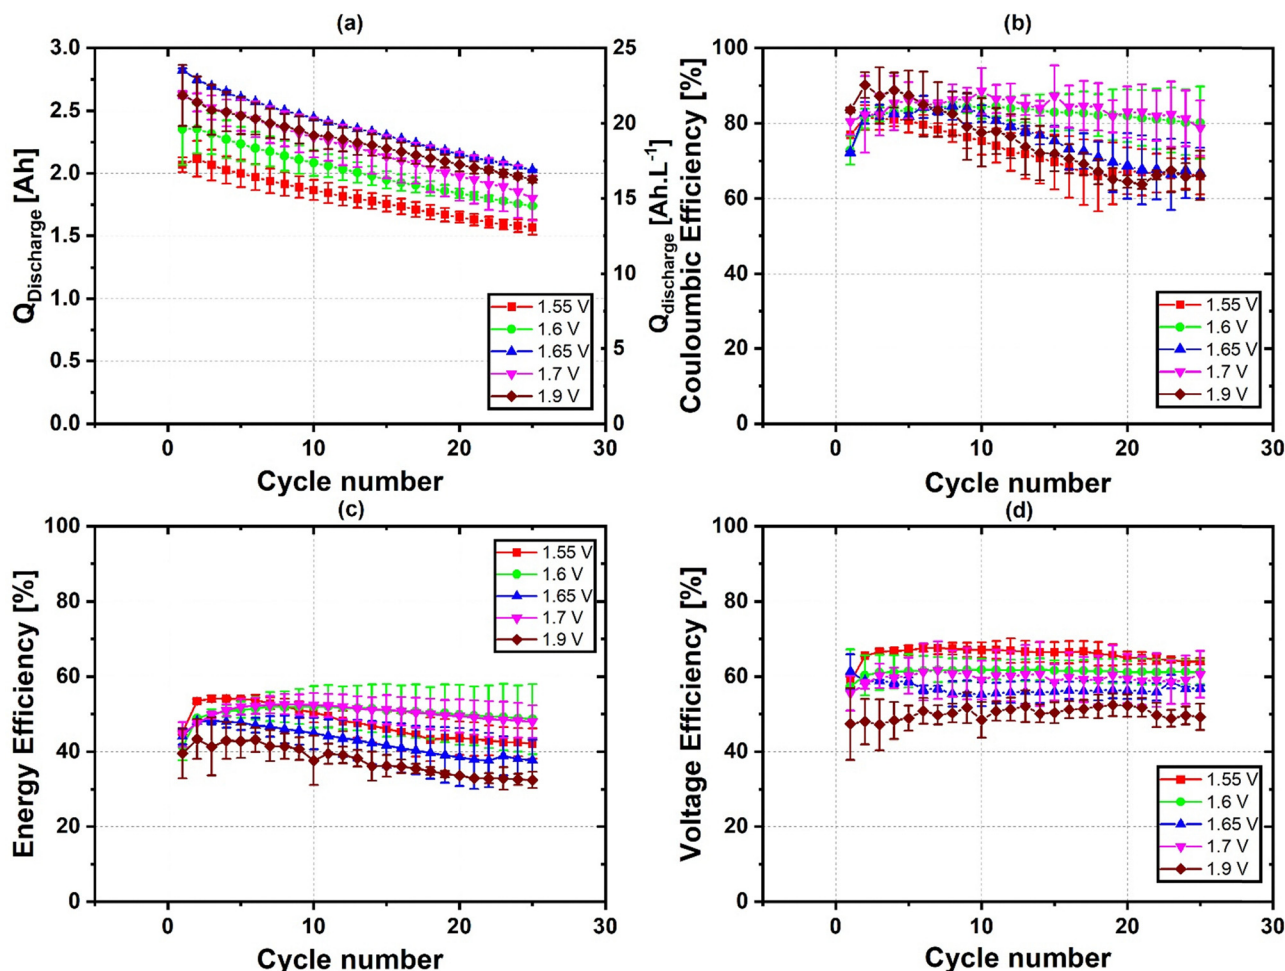 (a)
Q_Discharge [Ah]
3.0
2.5
2.0
1.5
1.0
0.5
0.0
25
20
15
10
5
0
Q_discharge [Ah.L⁻¹]
1.55 V
1.6 V
1.65 V
1.7 V
1.9 V
0 10 20 30
Cycle number
(b)
Couloumbic Efficiency [%]
100
80
60
40
20
0
1.55 V
1.6 V
1.65 V
1.7 V
1.9 V
0 10 20 30
Cycle number
(c)
Energy Efficiency [%]
100
80
60
40
20
0
1.55 V
1.6 V
1.65 V
1.7 V
1.9 V
0 10 20 30
Cycle number
(d)
Voltage Efficiency [%]
100
80
60
40
20
0
1.55 V
1.6 V
1.65 V
1.7 V
1.9 V
0 10 20 30
Cycle number